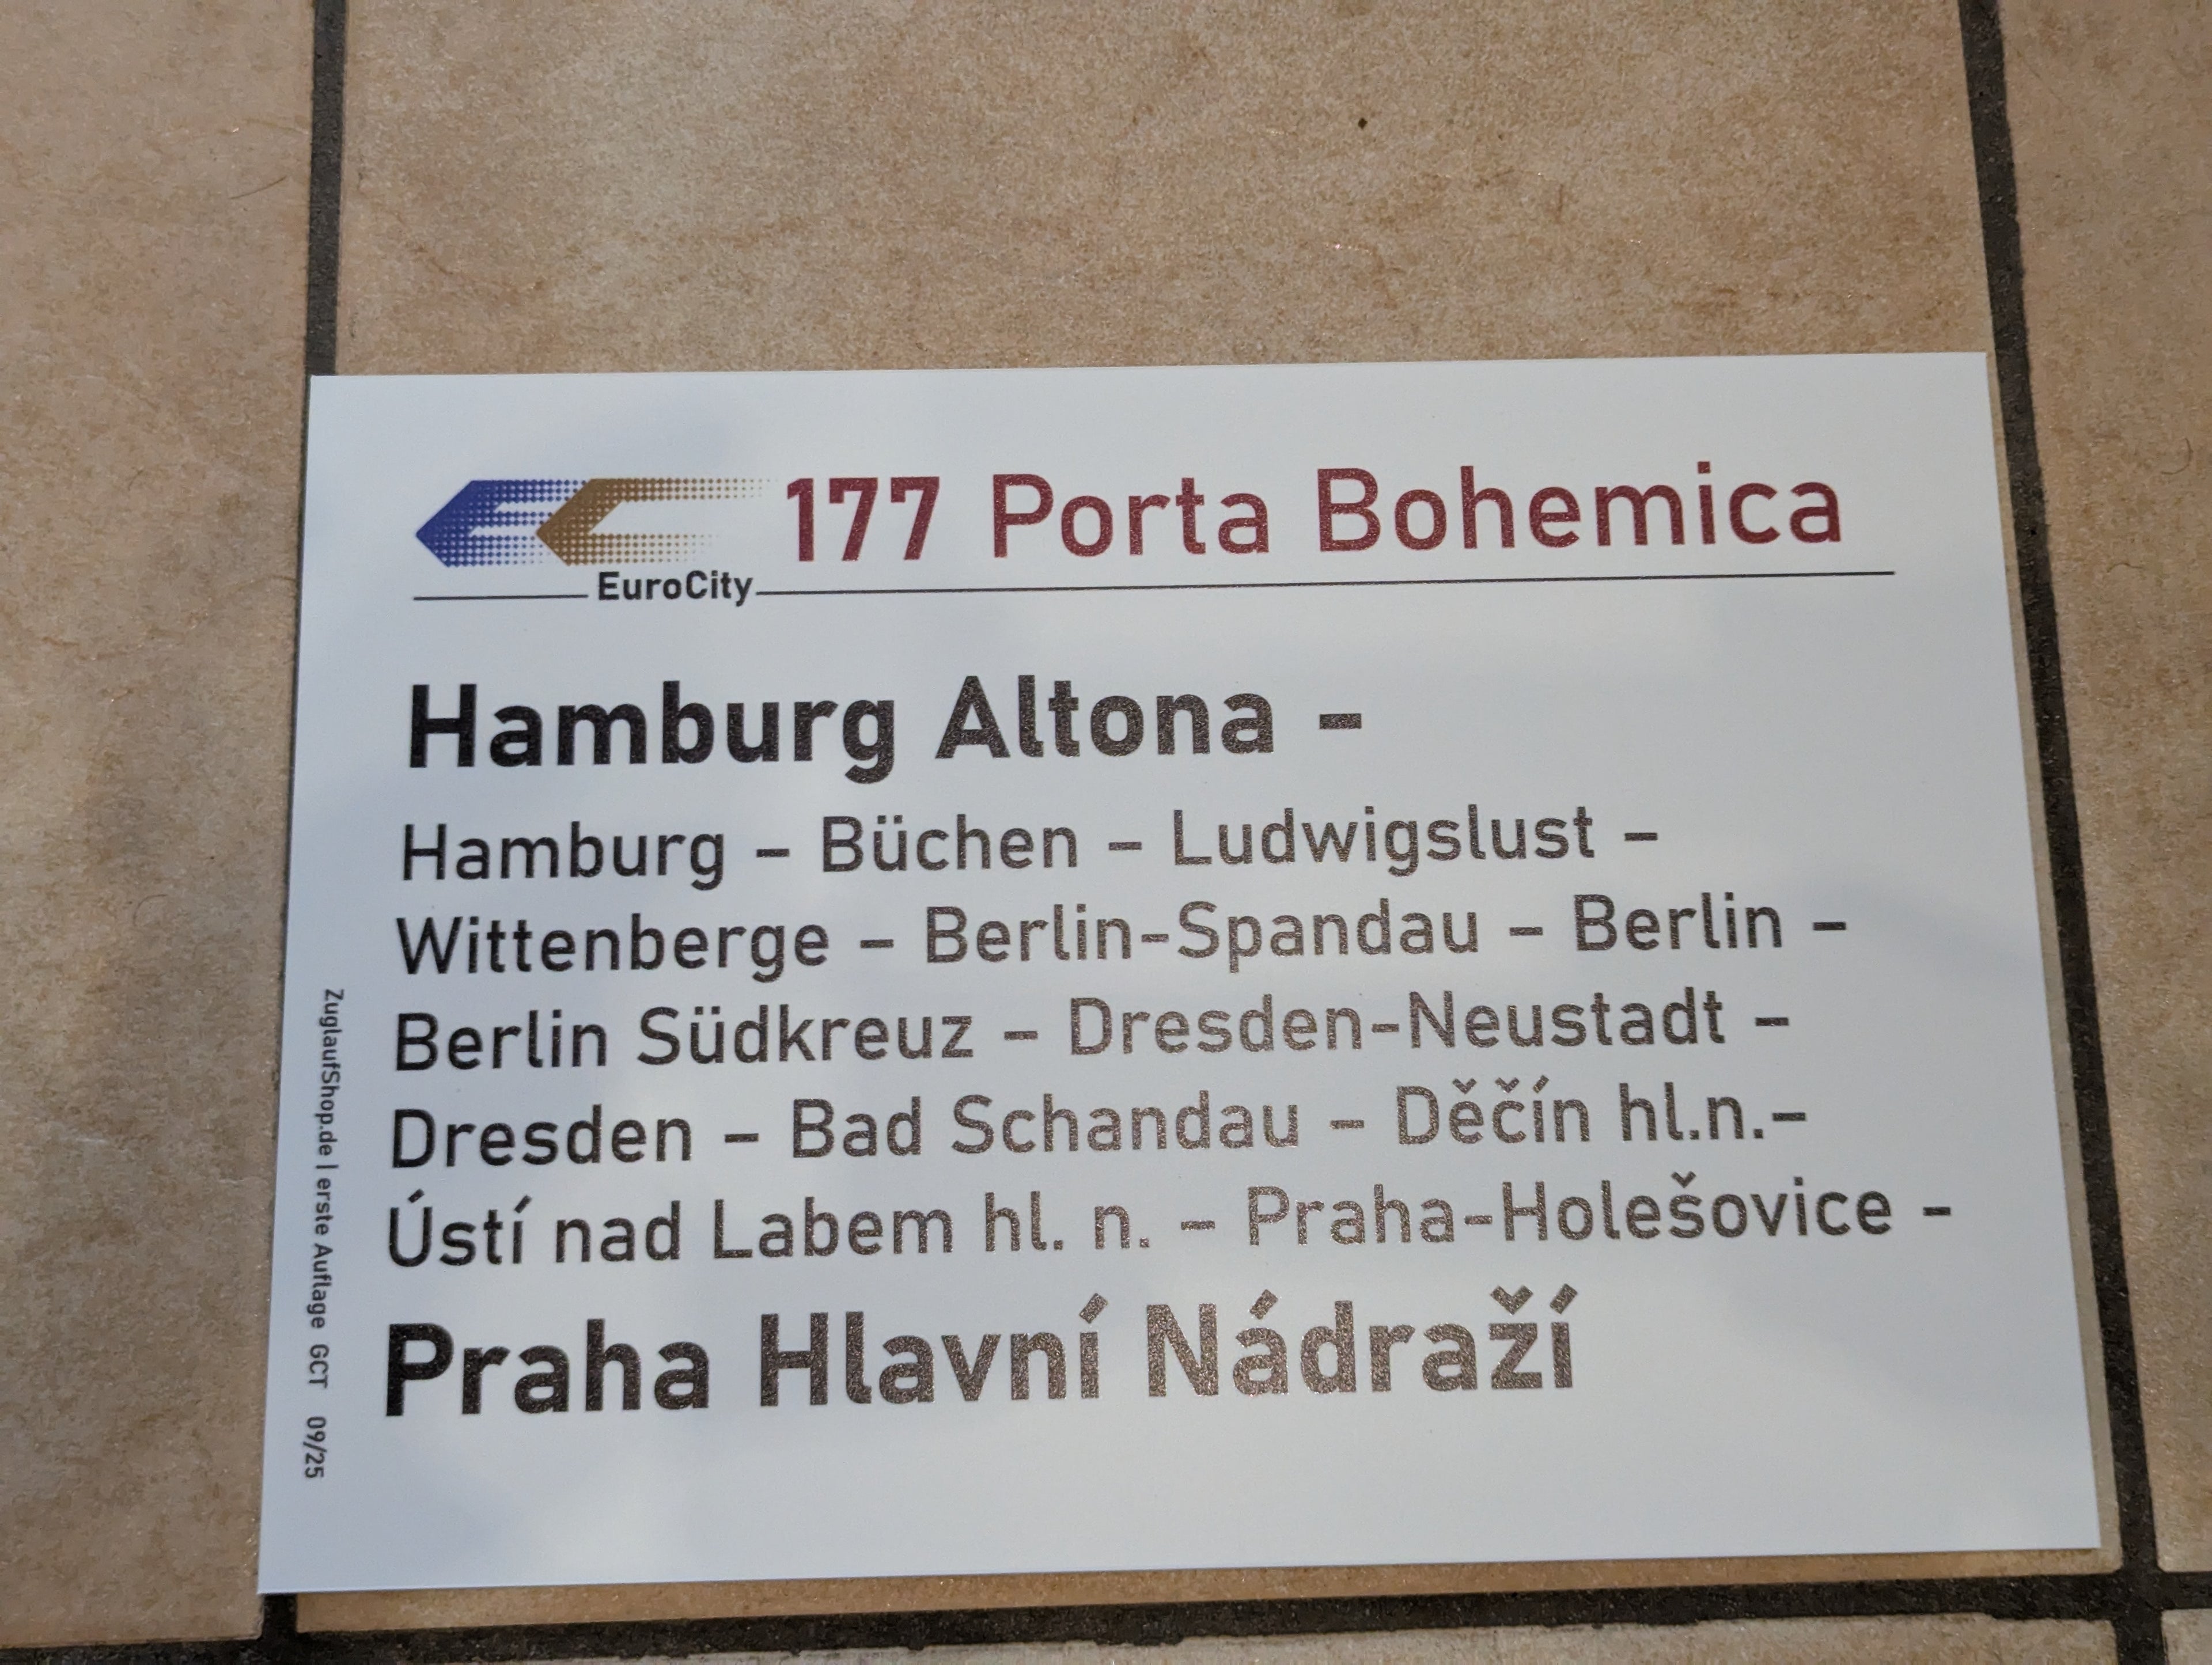 177 Porta Bohemica
EuroCity
Hamburg Altona -
Hamburg – Büchen – Ludwigslust –
Wittenberge – Berlin-Spandau – Berlin –
Berlin Südkreuz – Dresden-Neustadt –
Dresden – Bad Schandau – Děčín hl.n.–
Ústí nad Labem hl. n. – Praha-Holešovice -
Praha Hlavní Nádraží
ZuglaufShop.de | erste Auflage GCT 09/25